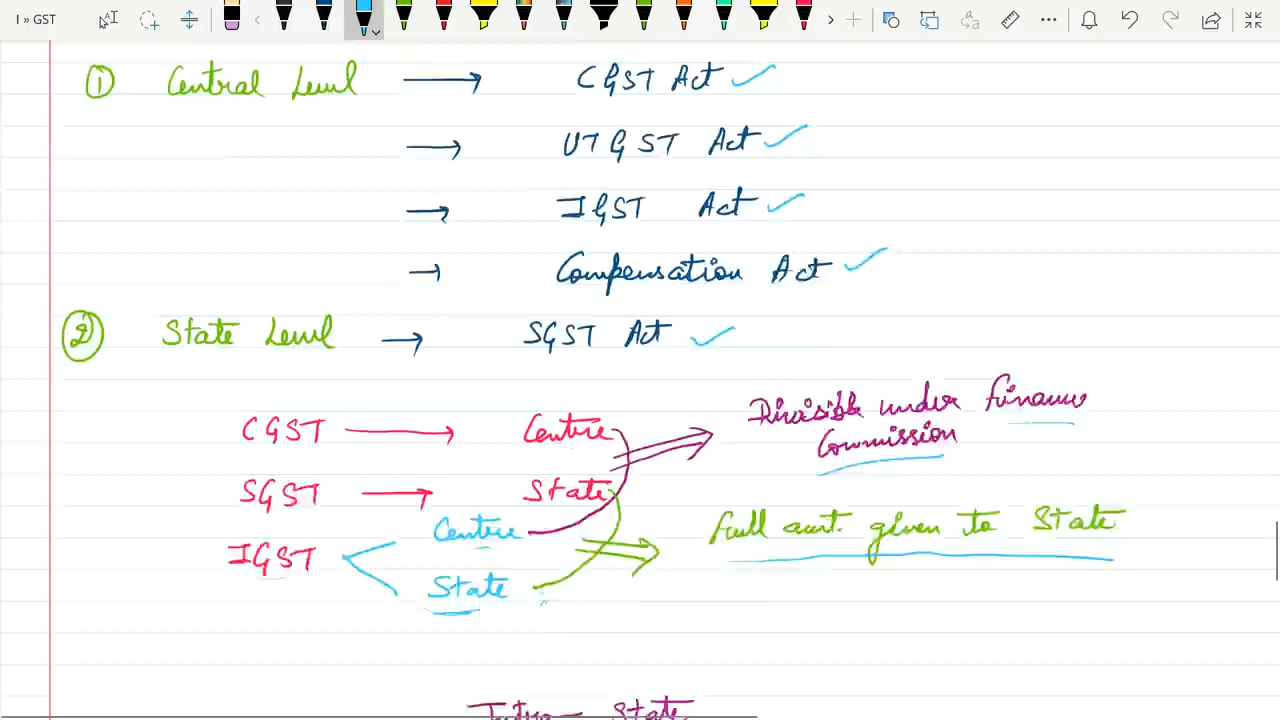 I » GST
① Central Level → CGST Act ✓
→ UTGST Act ✓
→ IGST Act ✓
→ Compensation Act ✓
② State Level → SGST Act ✓
CGST → Centre
Divisible under Finance
Commission
SGST → State
IGST
Centre
State
full amt. given to State
State